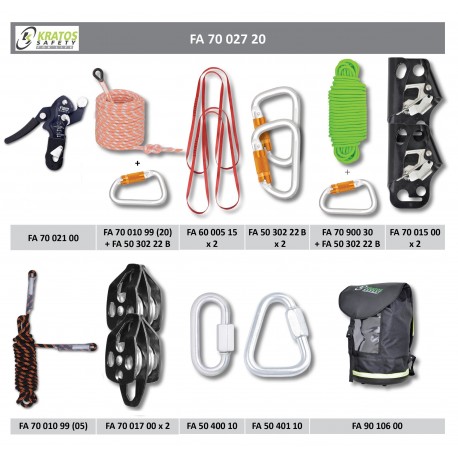 KRATOS
SAFETY
FA 70 027 20
+
+
FA 70 021 00
FA 70 010 99 (20)
+ FA 50 302 22 B
FA 60 005 15
x 2
FA 50 302 22 B
x 2
FA 70 900 30
+ FA 50 302 22 B
FA 70 015 00
x 2
FA 70 010 99 (05)
FA 70 017 00 x 2
FA 50 400 10
FA 50 401 10
FA 90 106 00